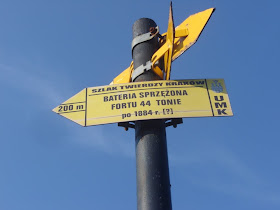 SZLAK TWIERDZY KRAKÓW
200 m
BATERIA SPRZĘŻONA
FORTU 44 TONIE
po 1884 r. [?]
UMK